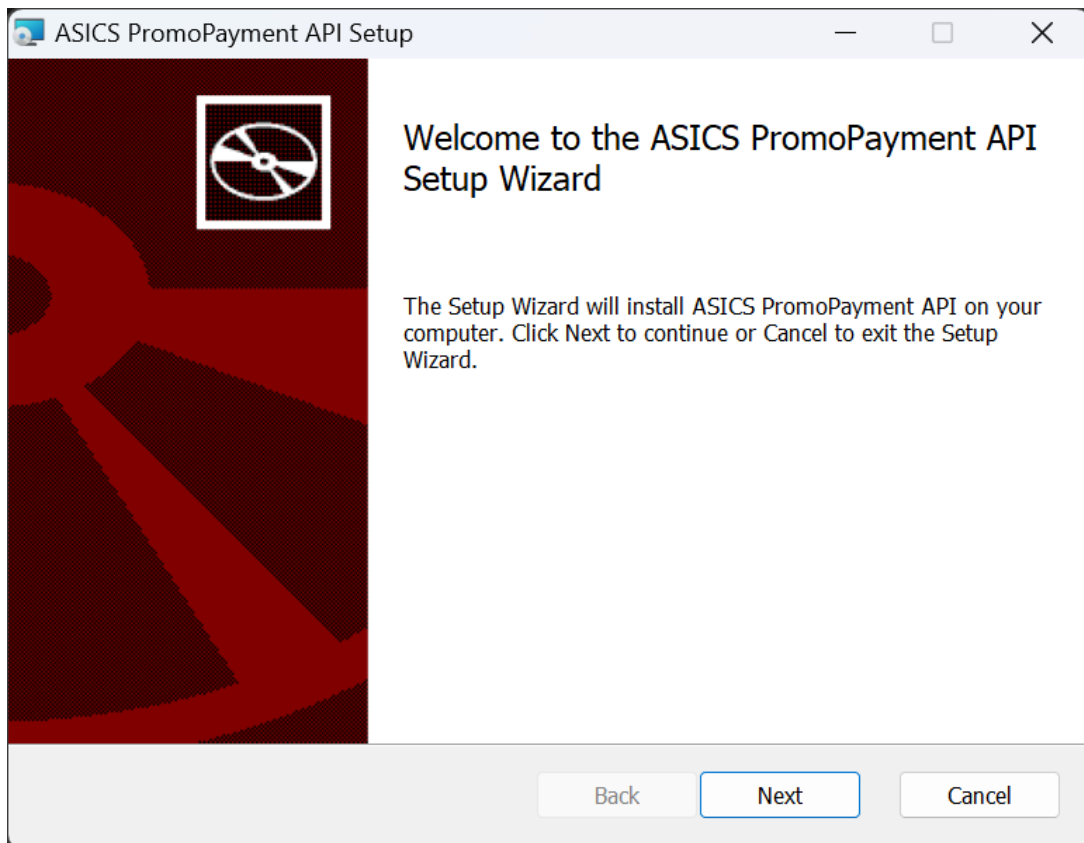 ASICS PromoPayment API Setup
Welcome to the ASICS PromoPayment API
Setup Wizard
The Setup Wizard will install ASICS PromoPayment API on your
computer. Click Next to continue or Cancel to exit the Setup
Wizard.
Back
Next
Cancel